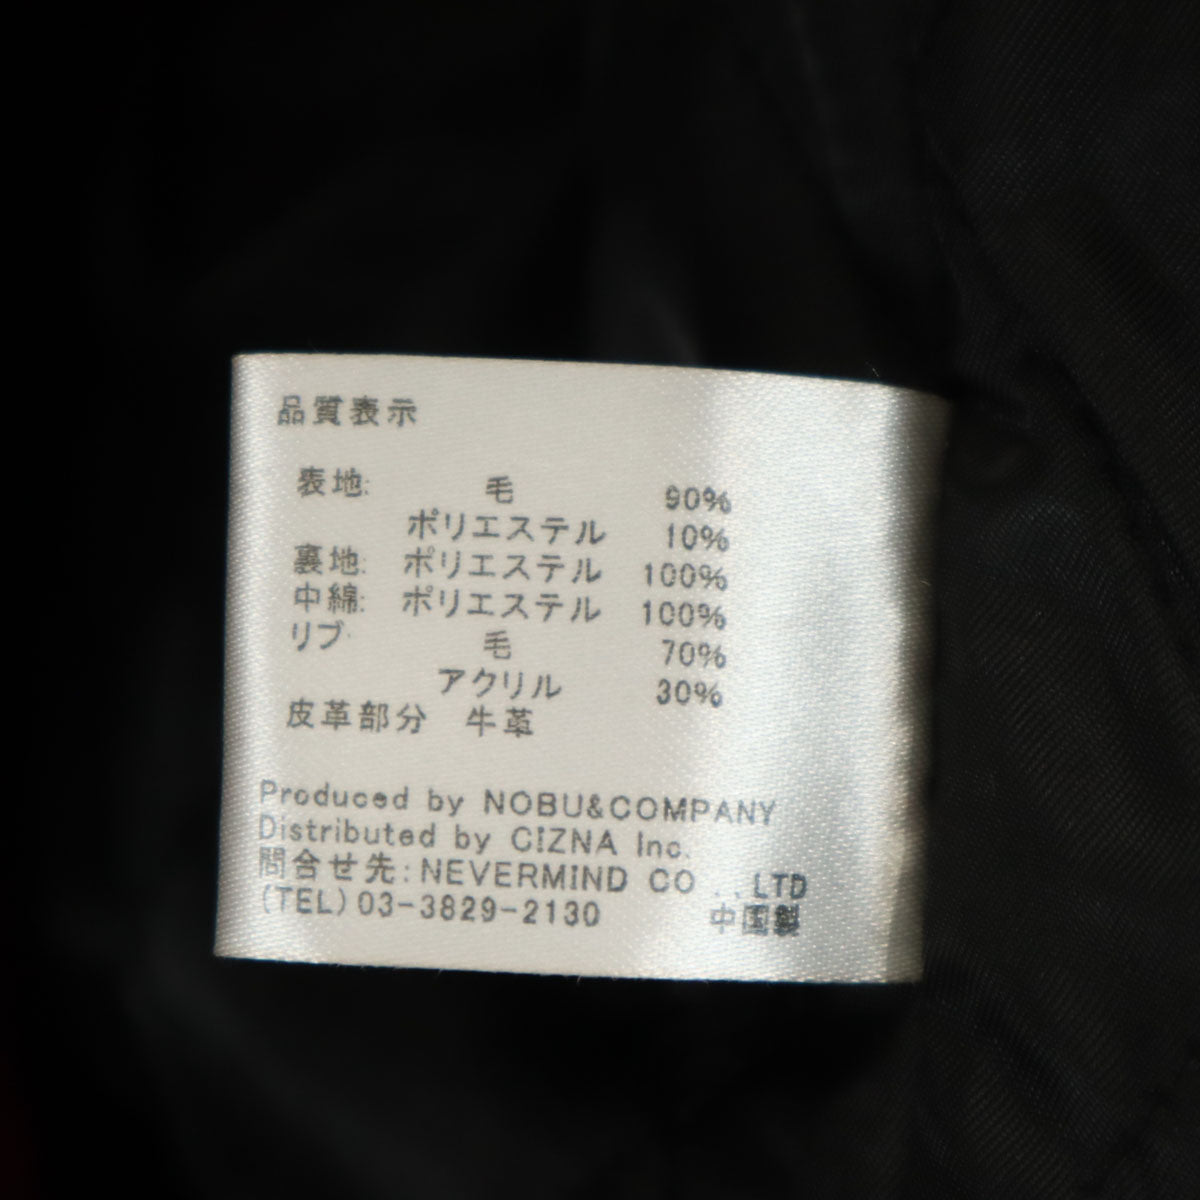 品質表示
表地: 毛 90%
ポリエステル 10%
裏地: ポリエステル 100%
中綿: ポリエステル 100%
リブ 毛 70%
アクリル 30%
皮革部分 牛革
Produced by NOBU&COMPANY
Distributed by CIZNA Inc.
問合せ先: NEVERMIND CO .,LTD
(TEL) 03-3829-2130 中国製